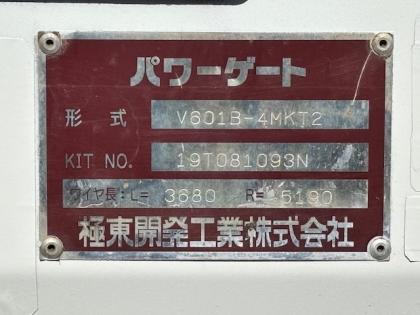 パワーゲート
形 式 V601B-4MKT2
KIT NO. 19T081093N
ワイヤ長:L= 3680 R= 5190
極東開発工業株式会社